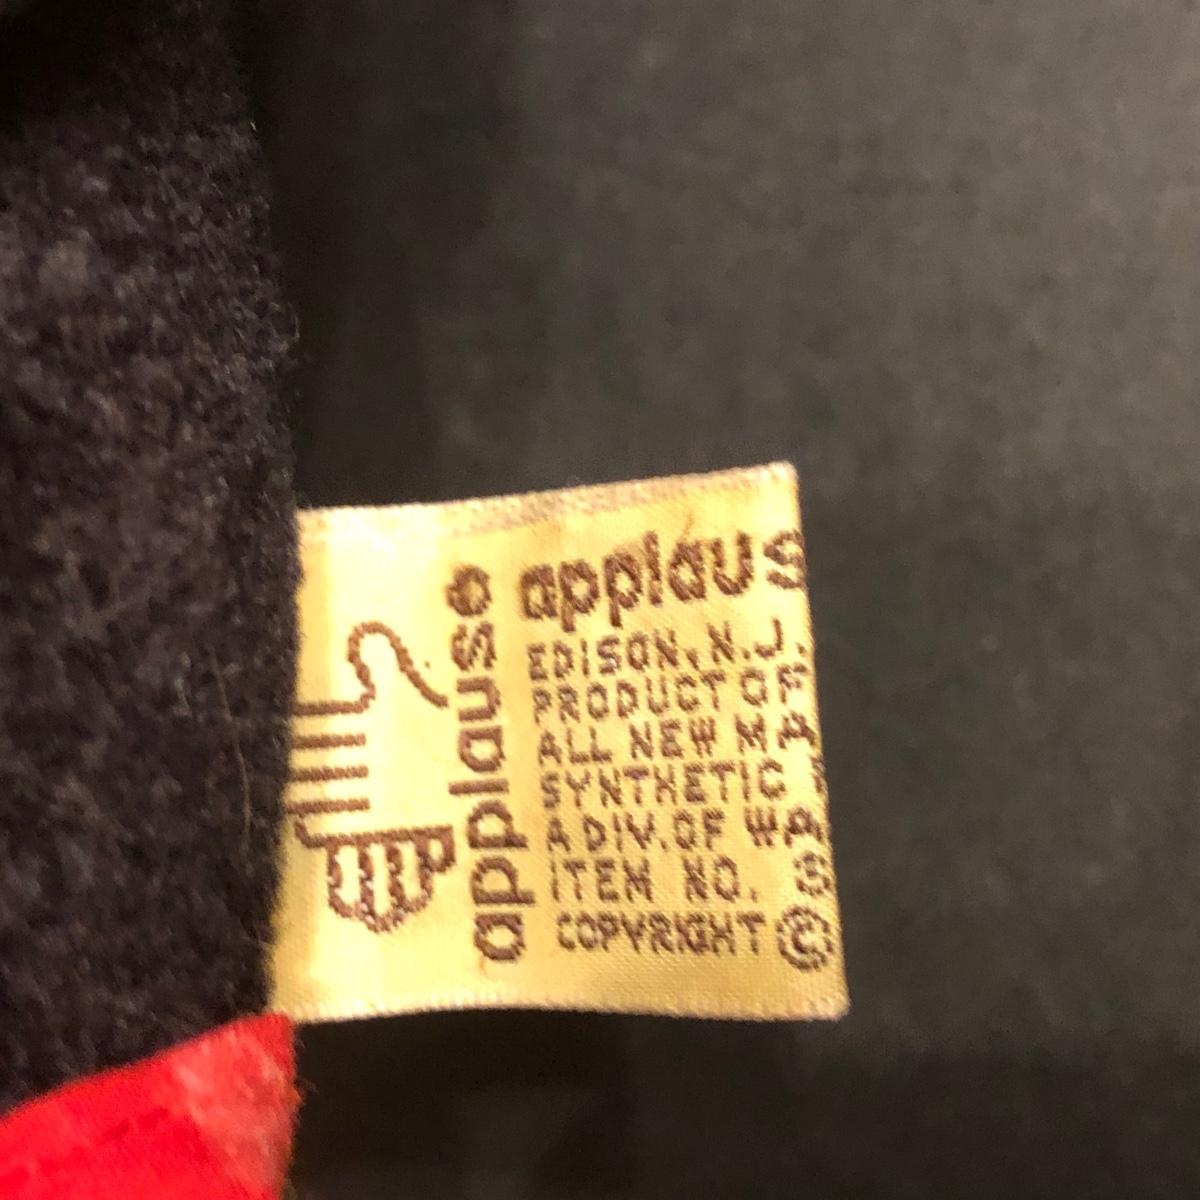 applause
applaus
EDISON, N.J.
PRODUCT OF
ALL NEW MA
SYNTHETIC
A DIV. OF WA
ITEM NO. S
COPYRIGHT ©